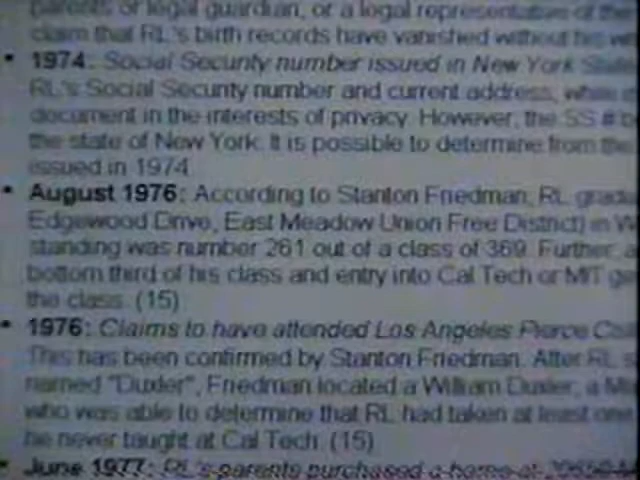 parents or legal guardian, or a legal representative of the
claim that RL's birth records have vanished without his
• 1974: Social Security number issued in New York State
RL's Social Security number and current address, while
document in the interests of privacy. However, the SS #
the state of New York. It is possible to determine from the
issued in 1974.
• August 1976: According to Stanton Friedman, RL
Edgewood Drive, East Meadow Union Free District) in
standing was number 261 out of a class of 369. Further,
bottom third of his class and entry into Cal Tech or MIT
the class. (15)
• 1976: Claims to have attended Los Angeles Pierce
This has been confirmed by Stanton Friedman. After RL
named "Duxler", Friedman located a William Duxler, a
who was able to determine that RL had taken at least one
he never taught at Cal Tech. (15)
• June 1977: RL's parents purchased a home at